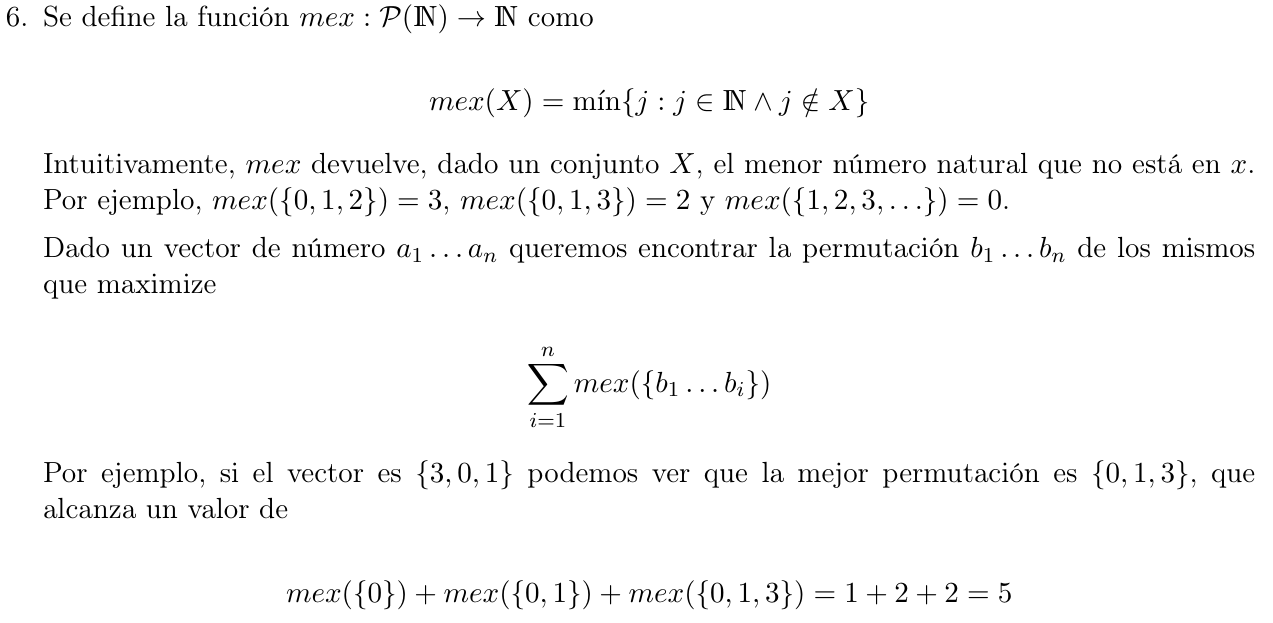 6. Se define la función mex : 𝒫(ℕ) → ℕ como
mex(X) = mín{j : j ∈ ℕ ∧ j ∉ X}
Intuitivamente, mex devuelve, dado un conjunto X, el menor número natural que no está en x.
Por ejemplo, mex({0, 1, 2}) = 3, mex({0, 1, 3}) = 2 y mex({1, 2, 3, . . .}) = 0.
Dado un vector de número a₁ . . . aₙ queremos encontrar la permutación b₁ . . . bₙ de los mismos
que maximize
∑ᵢ₌₁ⁿ mex({b₁ . . . bᵢ})
Por ejemplo, si el vector es {3, 0, 1} podemos ver que la mejor permutación es {0, 1, 3}, que
alcanza un valor de
mex({0}) + mex({0, 1}) + mex({0, 1, 3}) = 1 + 2 + 2 = 5